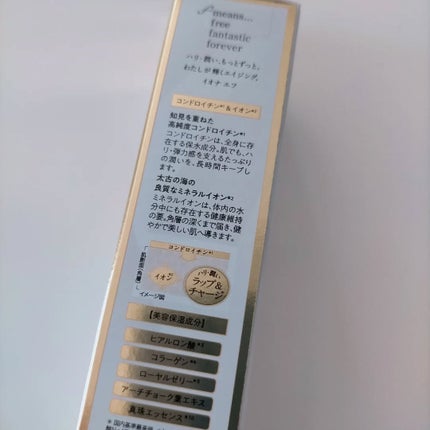 f means...
free
fantastic
forever
ハリ・潤い、もっとずっと。
わたしが輝くエイジング。
イオナ エフ
コンドロイチン*1 & イオン*2
知見を重ねた
高純度コンドロイチン*1
コンドロイチンは、全身に存
在する保水成分。肌でも、ハ
リ・弾力感を支えるたっぷり
の潤いを、長時間キープしま
す。
太古の海の
良質なミネラルイオン*2
ミネラルイオンは、体内の水
分中にも存在する健康維持
の要。角層の深くまで届き、健
やかで美しい肌へ導きます。
コンドロイチン*1
イオン*2
ハリ・潤い
ラップ&
チャージ
イメージ図
【美容保湿成分】
ヒアルロン酸*3
コラーゲン*4
ローヤルゼリー*5
アーチチョーク葉エキス
真珠エッセンス*10